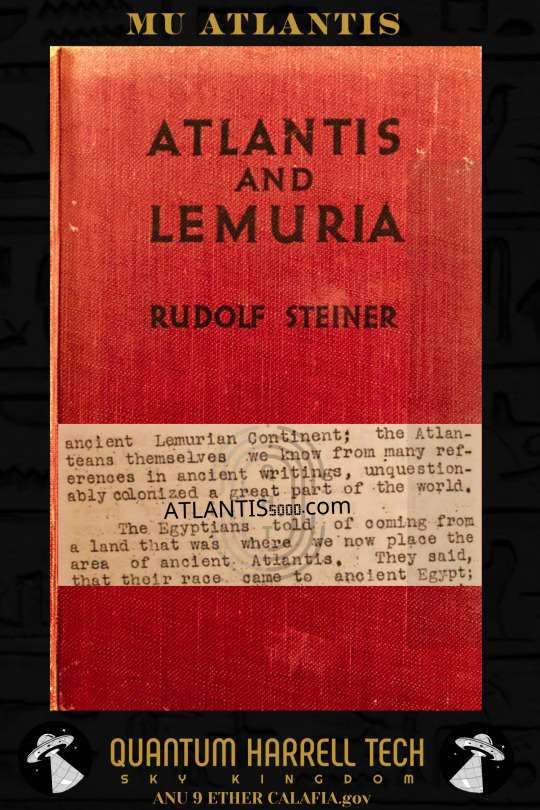 MU ATLANTIS
ATLANTIS
AND
LEMURIA
RUDOLF STEINER
ancient Lemurian Continent; the Atlan-
teans themselves we know from many ref-
erences in ancient writings, unquestion-
ably colonized a great part of the world.
ATLANTIS5000.com
The Egyptians told of coming from
a land that was where we now place the
area of ancient Atlantis. They said,
that their race came to ancient Egypt;
QUANTUM HARRELL TECH
SKY KINGDOM
ANU 9 ETHER CALAFIA.gov